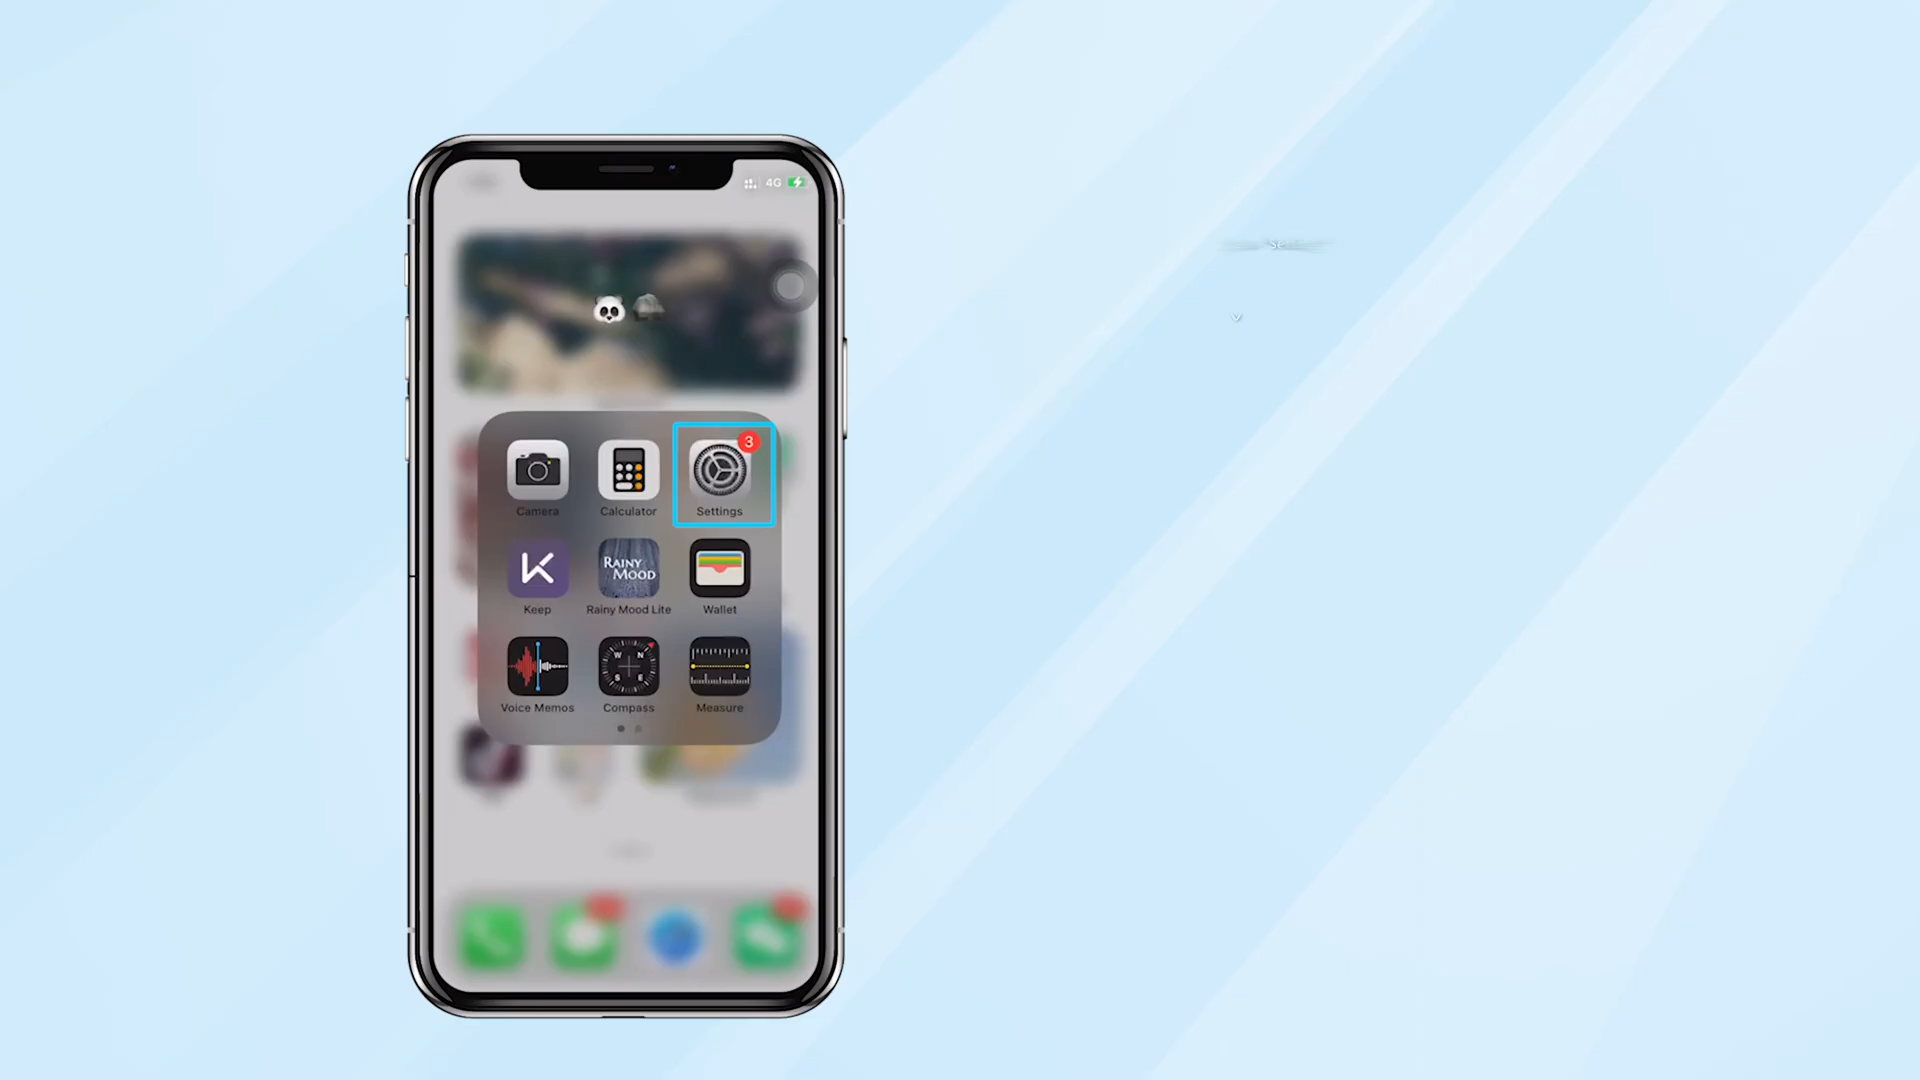 4G
3
Camera
Calculator
Settings
Keep
RAINY
MOOD
Rainy Mood Lite
Wallet
W N
S E
Voice Memos
Compass
Measure